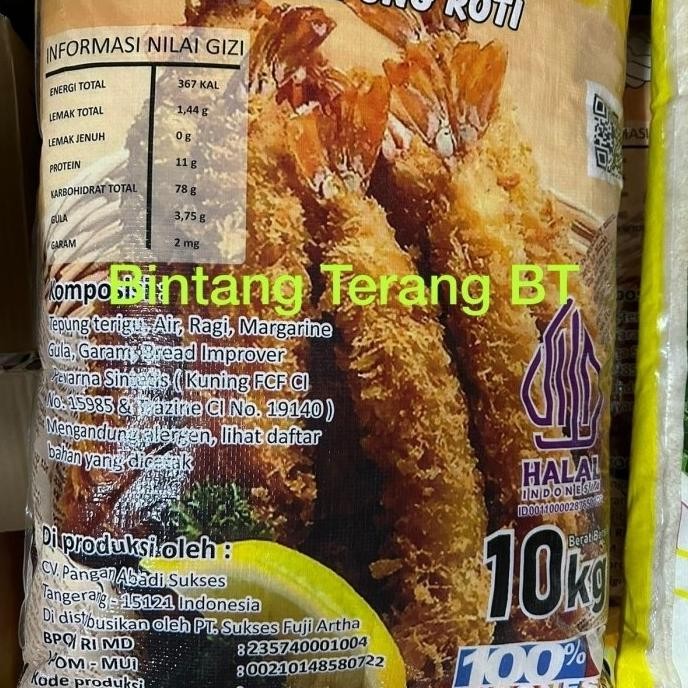 ROTI
INFORMASI NILAI GIZI
ENERGI TOTAL 367 KAL
LEMAK TOTAL 1,44 g
LEMAK JENUH 0 g
PROTEIN 11 g
KARBOHIDRAT TOTAL 78 g
GULA 3,75 g
GARAM 2 mg
Bintang Terang BT
Tepung terigu, Air, Ragi, Margarine
Gula, Garam, Bread Improver
Pewarna Sintetis ( Kuning FCF CI
No. 15985 & CI No. 19140 )
Mengandung alergen, lihat daftar
bahan yang dicetak
HALAL
INDONESIA
Di produksi oleh :
CV. Pangan Abadi Sukses
Tangerang - 15121 Indonesia
Di distribusikan oleh PT. Sukses Fuji Artha
BPOM RI MD : 235740001004
MUI : 00210148580722
Kode produksi
Berat
10kg
100%